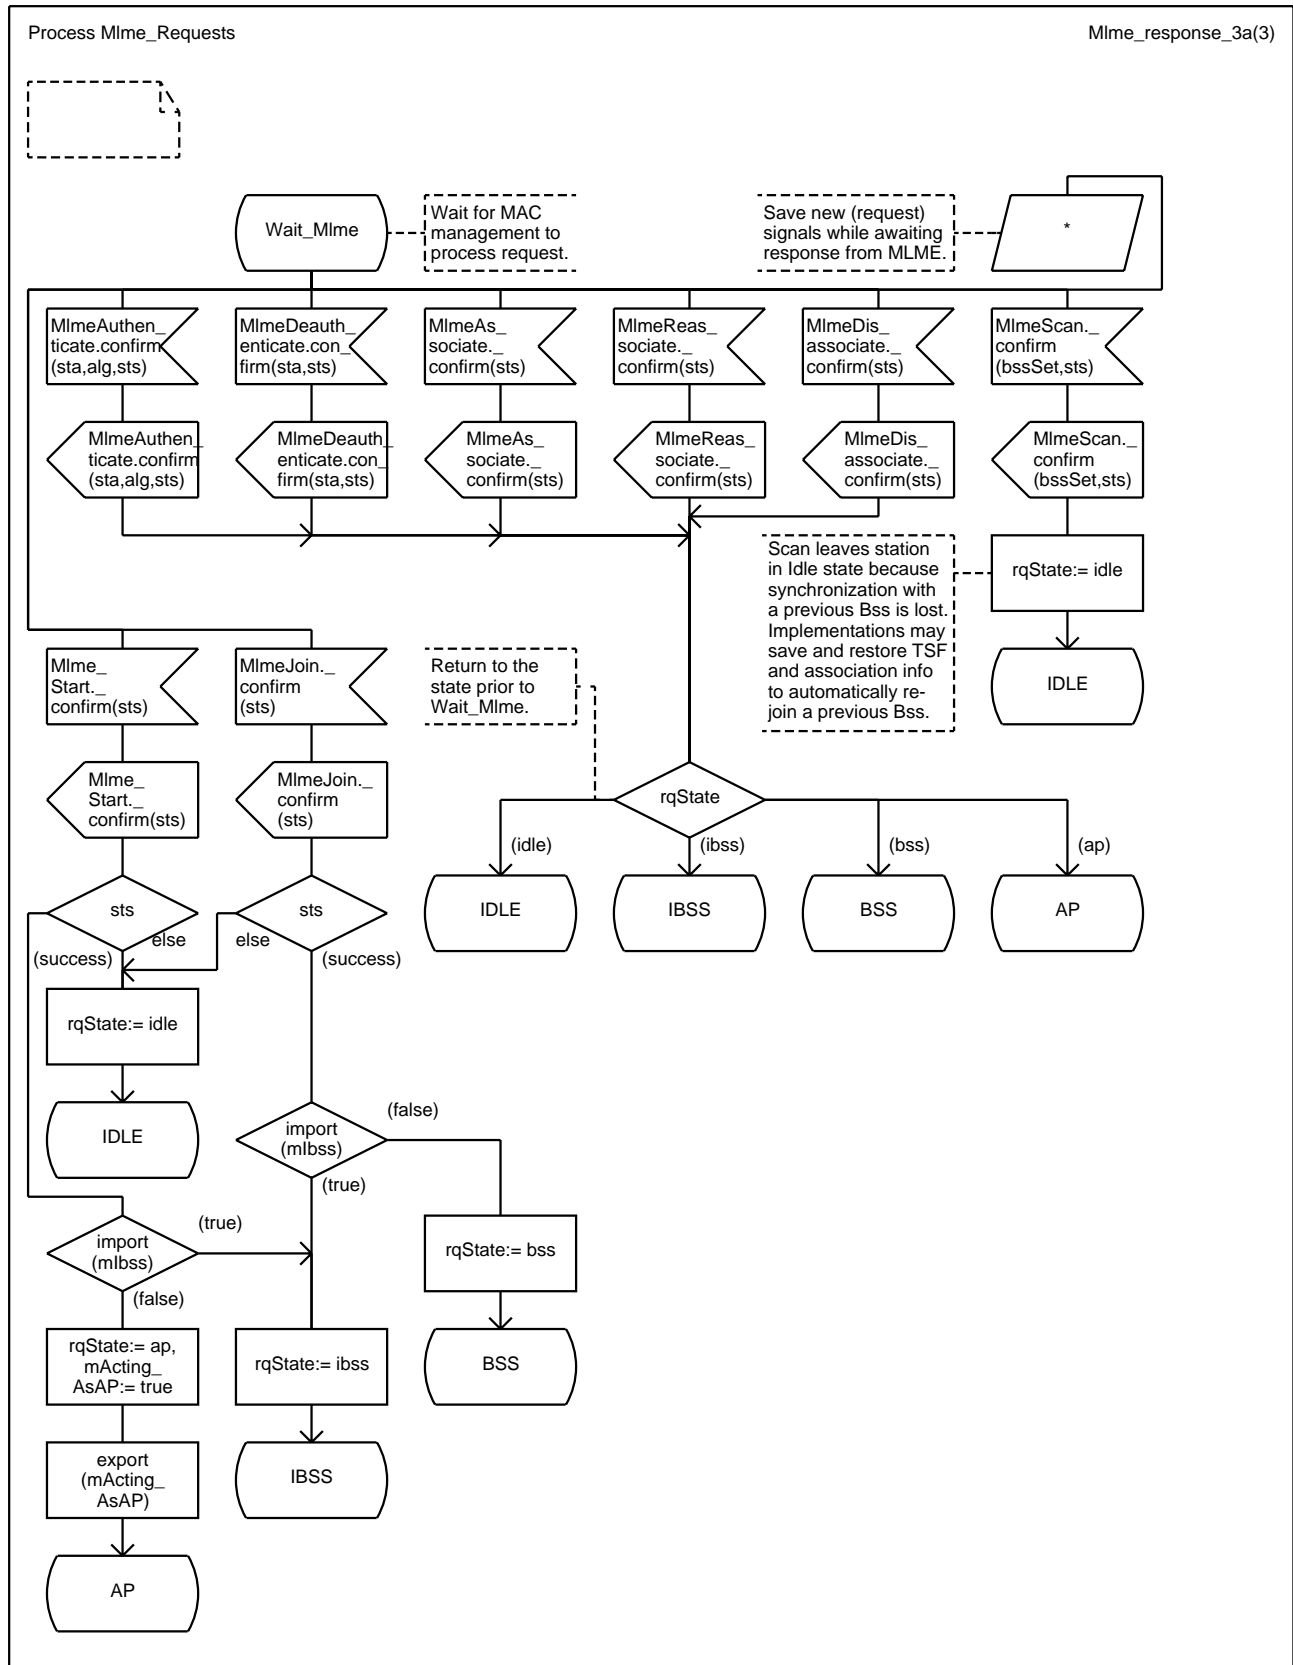 Process Mlme_Requests
Mlme_response_3a(3)
Wait_Mlme
Wait for MAC
management to
process request.
Save new (request)
signals while awaiting
response from MLME.
*
MlmeAuthen_
ticate.confirm
(sta,alg,sts)
MlmeDeauth_
enticate.con_
firm(sta,sts)
MlmeAs_
sociate._
confirm(sts)
MlmeReas_
sociate._
confirm(sts)
MlmeDis_
associate._
confirm(sts)
MlmeScan._
confirm
(bssSet,sts)
MlmeAuthen_
ticate.confirm
(sta,alg,sts)
MlmeDeauth_
enticate.con_
firm(sta,sts)
MlmeAs_
sociate._
confirm(sts)
MlmeReas_
sociate._
confirm(sts)
MlmeDis_
associate._
confirm(sts)
MlmeScan._
confirm
(bssSet,sts)
Scan leaves station
in Idle state because
synchronization with
a previous Bss is lost.
Implementations may
save and restore TSF
and association info
to automatically re-
join a previous Bss.
rqState:= idle
IDLE
Mlme_
Start._
confirm(sts)
MlmeJoin._
confirm
(sts)
Return to the
state prior to
Wait_Mlme.
Mlme_
Start._
confirm(sts)
MlmeJoin._
confirm
(sts)
rqState
(idle)
(ibss)
(bss)
(ap)
IDLE
IBSS
BSS
AP
sts
sts
else
else
(success)
(success)
rqState:= idle
IDLE
import
(mIbss)
(false)
(true)
import
(mIbss)
(true)
(false)
rqState:= bss
BSS
rqState:= ap,
mActing_
AsAP:= true
rqState:= ibss
export
(mActing_
AsAP)
IBSS
AP